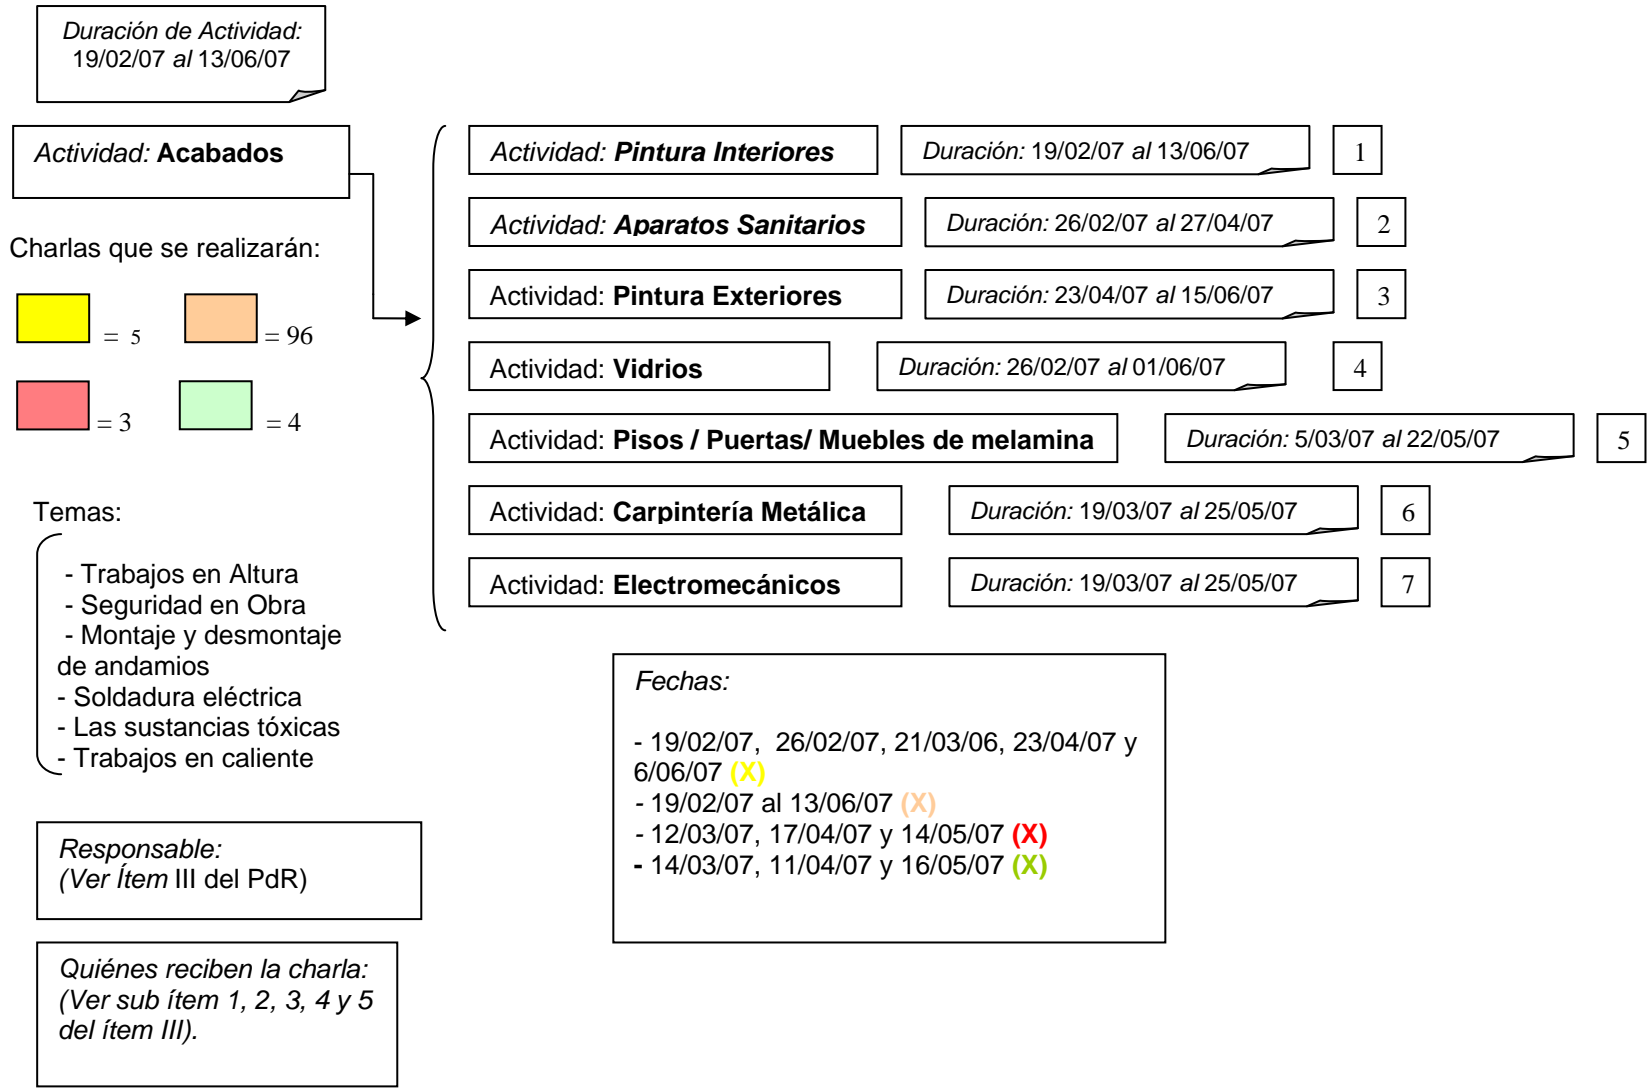 Duración de Actividad:
19/02/07 al 13/06/07
Actividad: Acabados
Charlas que se realizarán:
= 5
= 96
= 3
= 4
Temas:
- Trabajos en Altura
- Seguridad en Obra
- Montaje y desmontaje
de andamios
- Soldadura eléctrica
- Las sustancias tóxicas
- Trabajos en caliente
Responsable:
(Ver Ítem III del PdR)
Quiénes reciben la charla:
(Ver sub ítem 1, 2, 3, 4 y 5
del ítem III).
Actividad: Pintura Interiores
Duración: 19/02/07 al 13/06/07
1
Actividad: Aparatos Sanitarios
Duración: 26/02/07 al 27/04/07
2
Actividad: Pintura Exteriores
Duración: 23/04/07 al 15/06/07
3
Actividad: Vidrios
Duración: 26/02/07 al 01/06/07
4
Actividad: Pisos / Puertas/ Muebles de melamina
Duración: 5/03/07 al 22/05/07
5
Actividad: Carpintería Metálica
Duración: 19/03/07 al 25/05/07
6
Actividad: Electromecánicos
Duración: 19/03/07 al 25/05/07
7
Fechas:
- 19/02/07, 26/02/07, 21/03/06, 23/04/07 y
6/06/07 (X)
- 19/02/07 al 13/06/07 (X)
- 12/03/07, 17/04/07 y 14/05/07 (X)
- 14/03/07, 11/04/07 y 16/05/07 (X)